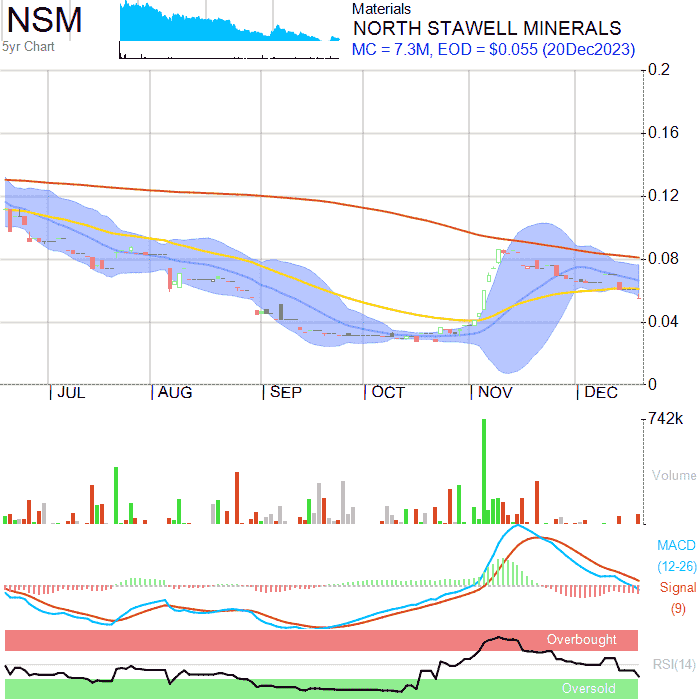 NSM
5yr Chart
Materials
NORTH STAWELL MINERALS
MC = 7.3M, EOD = $0.055 (20Dec2023)
0.2
0.16
0.12
0.08
0.04
0
JUL AUG SEP OCT NOV DEC
742k
Volume
MACD
(12-26)
Signal
(9)
Overbought
RSI(14)
Oversold